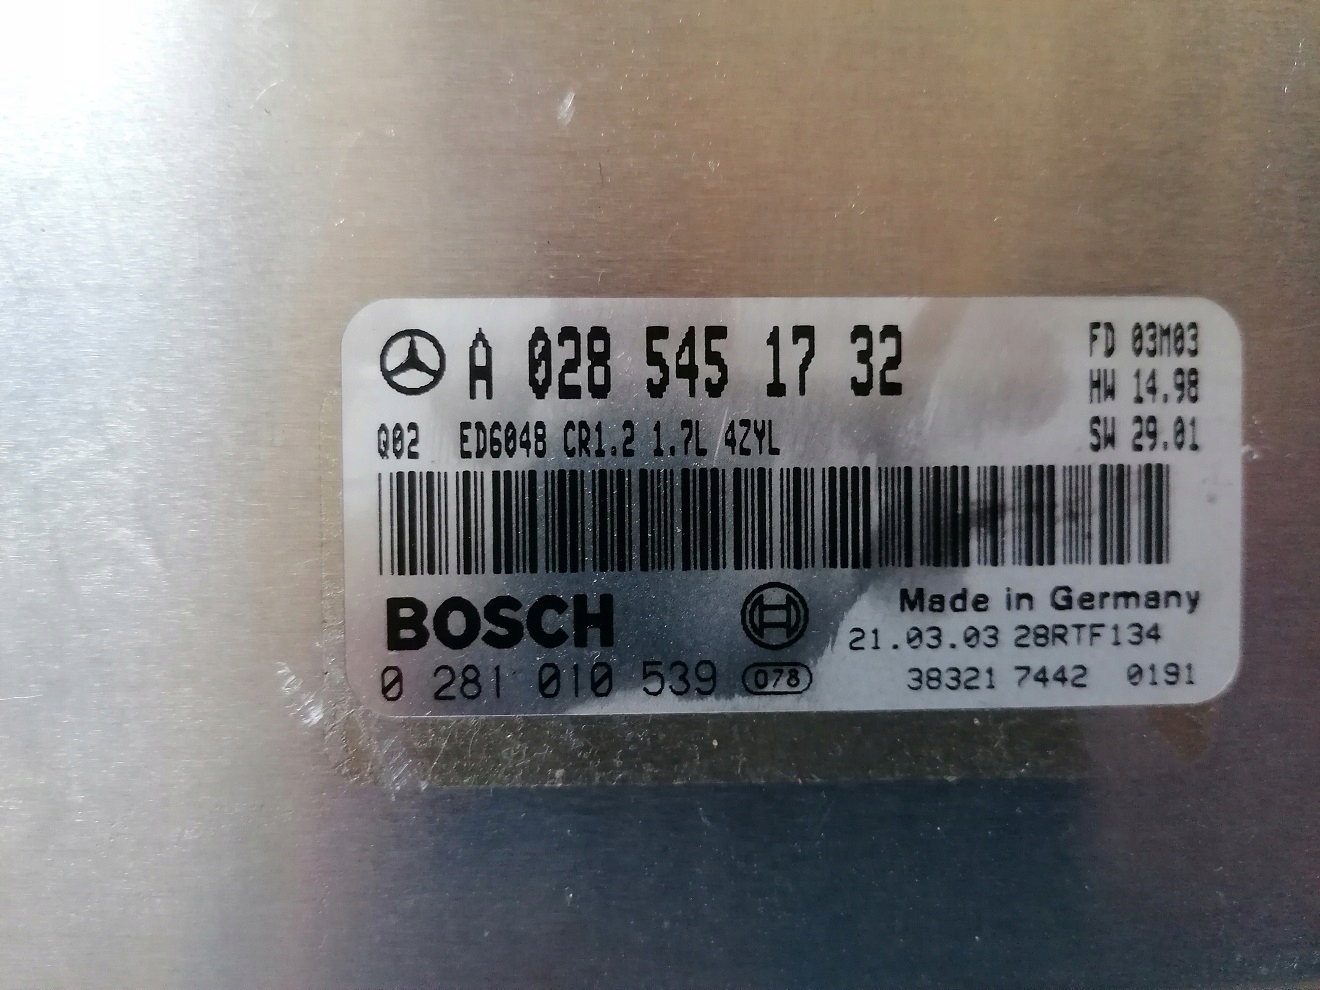 A 028 545 17 32
FD 03M03
HW 14.98
Q02 ED6048 CR1.2 1.7L 4ZYL
SW 29.01
BOSCH
Made in Germany
21.03.03 28RTF134
0 281 010 539 078
38321 7442 0191